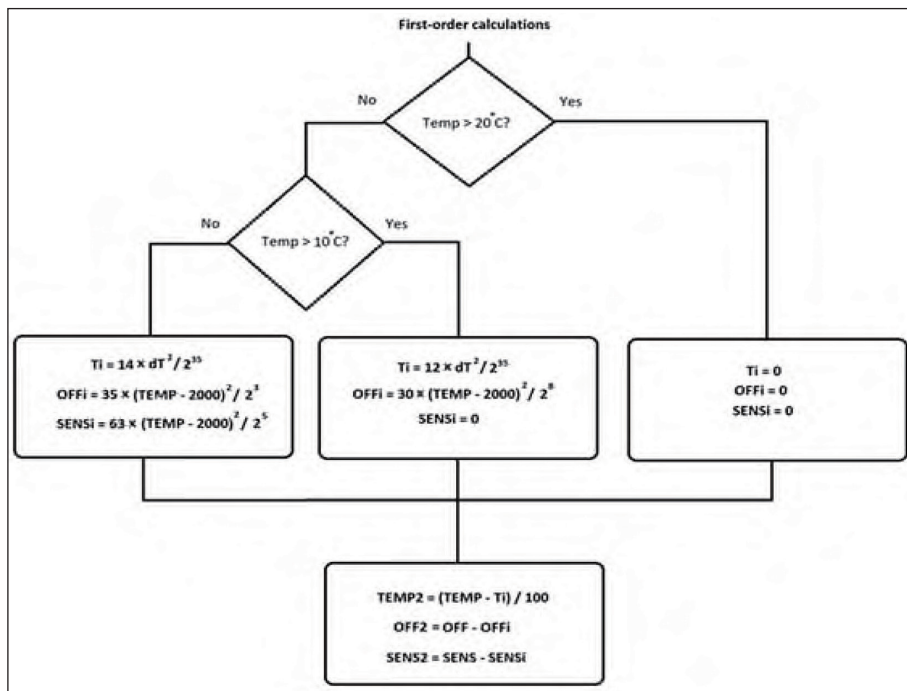 First-order calculations
No
Yes
Temp > 20°C?
No
Yes
Temp > 10°C?
Ti = 14 × dT² / 2³⁵
OFFi = 35 × (TEMP - 2000)² / 2³
SENSi = 63 × (TEMP - 2000)² / 2⁵
Ti = 12 × dT² / 2³⁵
OFFi = 30 × (TEMP - 2000)² / 2⁸
SENSi = 0
Ti = 0
OFFi = 0
SENSi = 0
TEMP2 = (TEMP - Ti) / 100
OFF2 = OFF - OFFi
SENS2 = SENS - SENSi